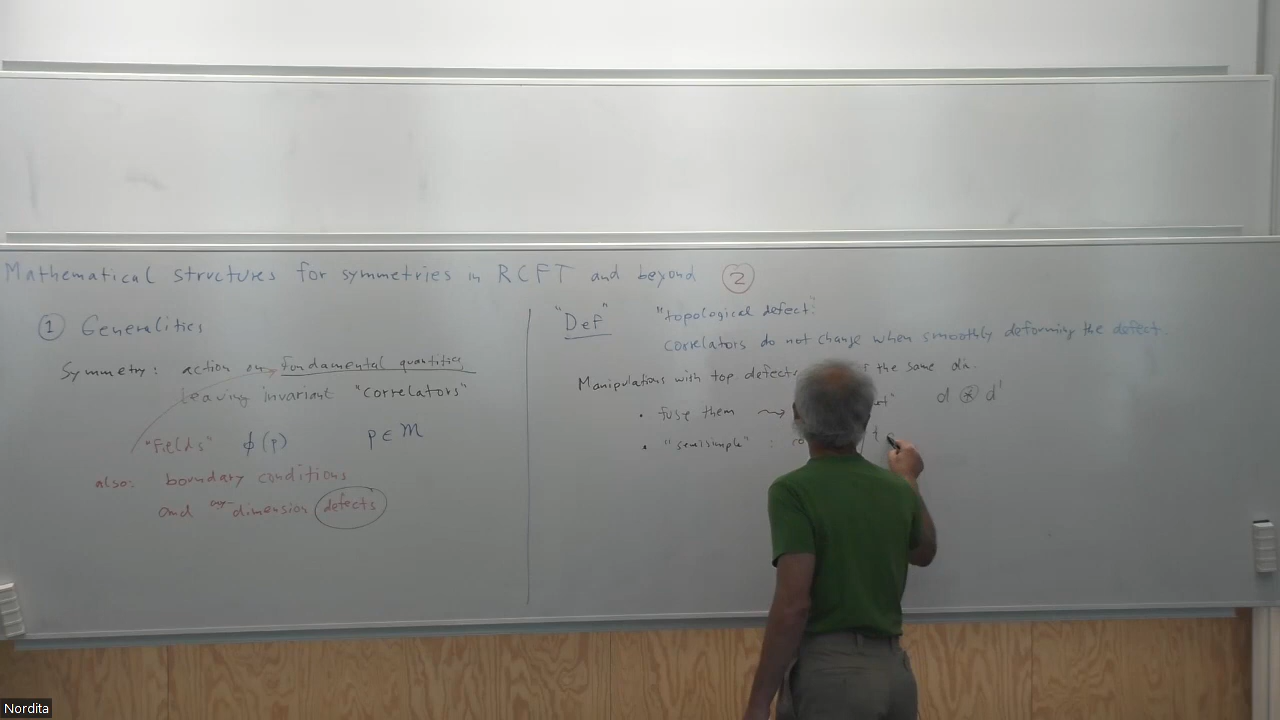 Mathematical structures for symmetries in RCFT and beyond ②
① Generalities
Symmetry: action on fundamental quantities
leaving invariant "correlators"
"Fields" ϕ(p) p ∈ M
also: boundary conditions
and any-dimension defects
"Def" "topological defect":
correlators do not change when smoothly deforming the defect
Manipulations with top defects the same dim.
• fuse them ⇝ d ⊛ d'
• "semisimple" :
Nordita